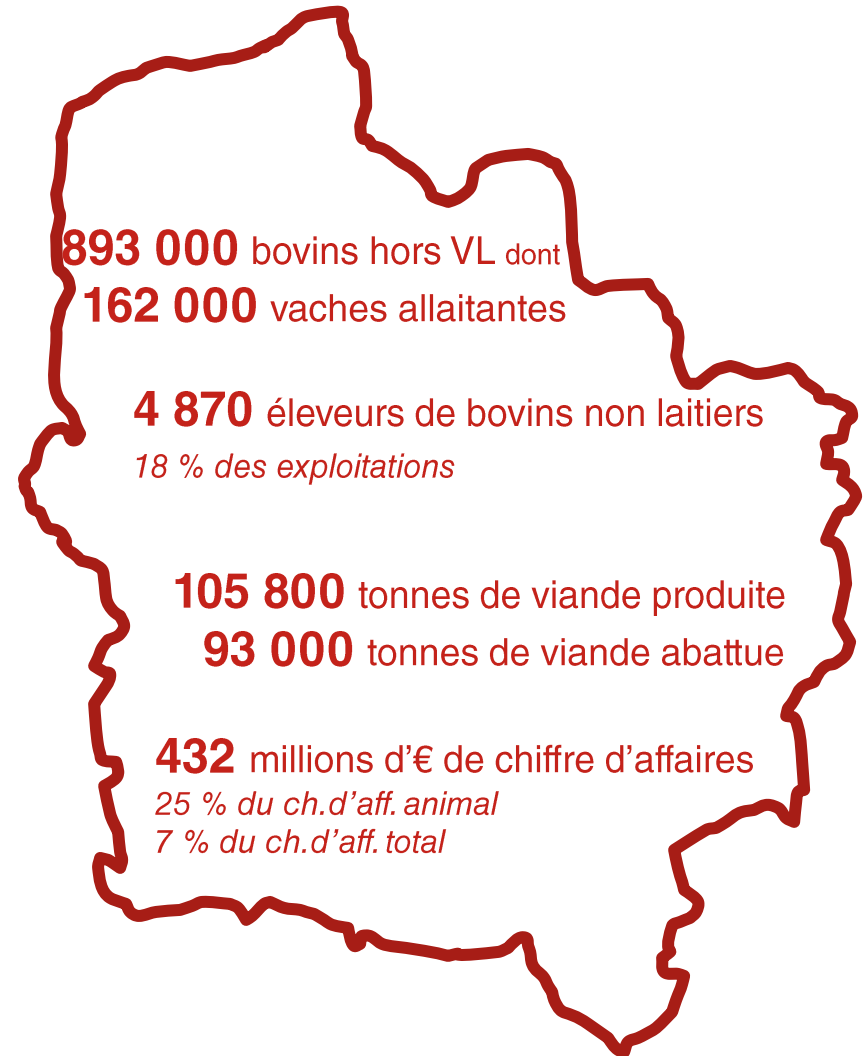 893 000 bovins hors VL dont
162 000 vaches allaitantes
4 870 éleveurs de bovins non laitiers
18 % des exploitations
105 800 tonnes de viande produite
93 000 tonnes de viande abattue
432 millions d’€ de chiffre d’affaires
25 % du ch.d’aff. animal
7 % du ch.d’aff. total